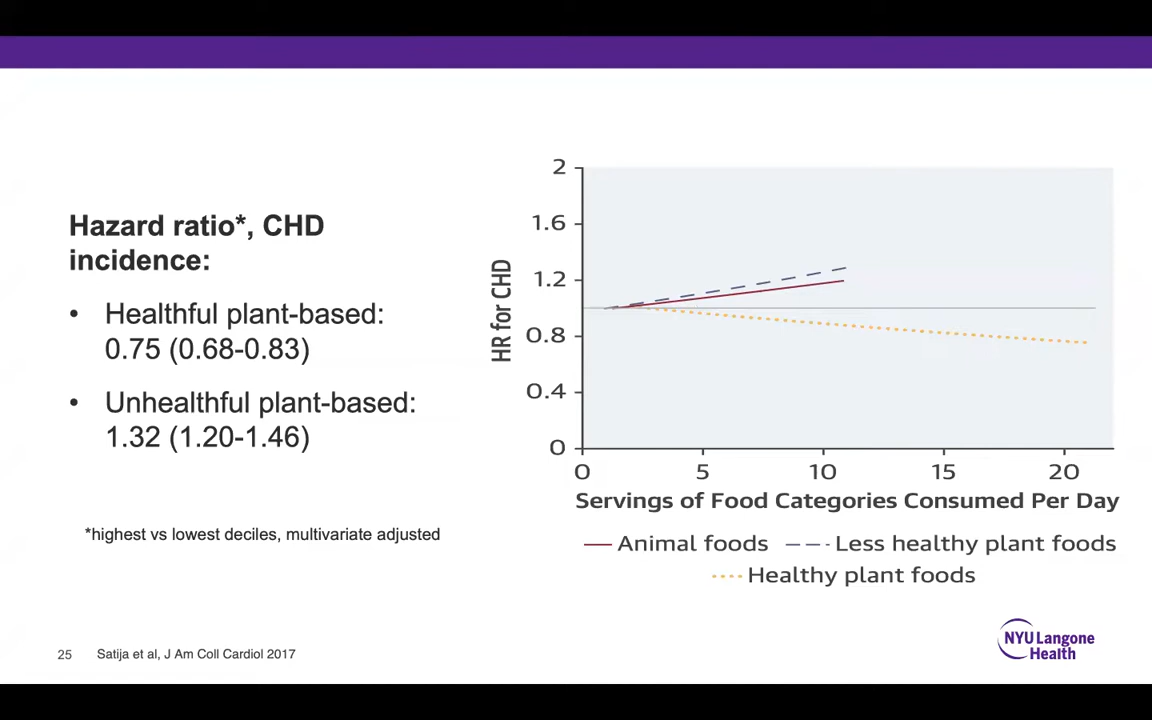 Hazard ratio*, CHD
incidence:
• Healthful plant-based:
0.75 (0.68-0.83)
• Unhealthful plant-based:
1.32 (1.20-1.46)
*highest vs lowest deciles, multivariate adjusted
HR for CHD
2
1.6
1.2
0.8
0.4
0
0 5 10 15 20
Servings of Food Categories Consumed Per Day
Animal foods Less healthy plant foods
Healthy plant foods
25 Satija et al, J Am Coll Cardiol 2017
NYU Langone
Health